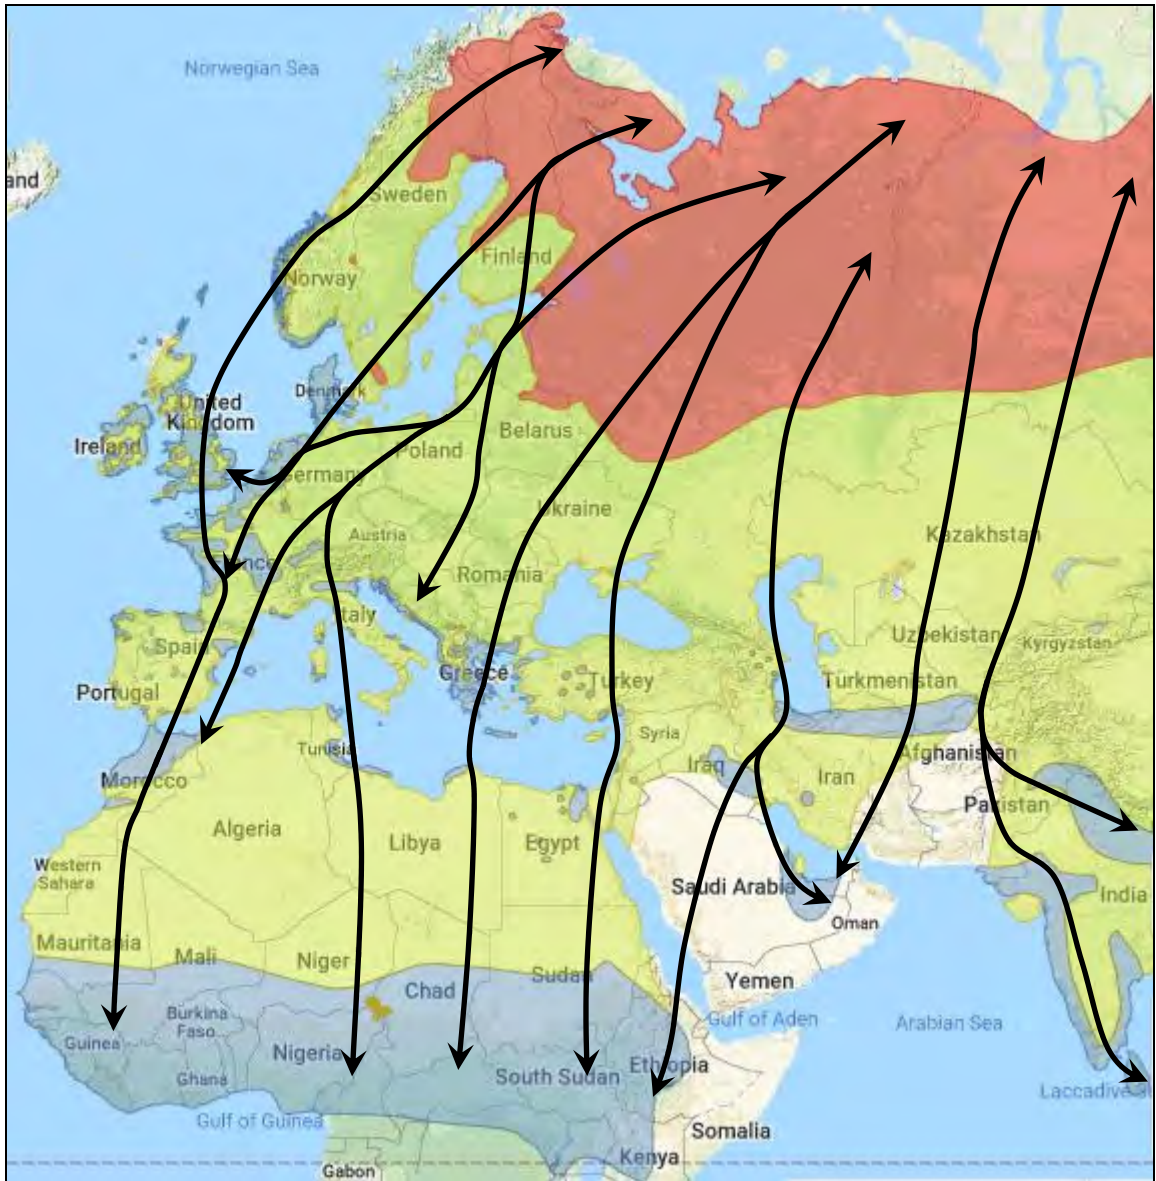 Norwegian Sea
and
Sweden
Finland
Norway
Denmark
United
Kingdom
Ireland
Belarus
Poland
Germany
Ukraine
Kazakhstan
Austria
nce
Romania
Italy
Uzbekistan
Kyrgyzstan
Spain
Greece
Turkey
Turkmenistan
Portugal
Syria
Tunisia
Afghanistan
Iraq
Iran
Morocco
Pakistan
Algeria
Libya
Egypt
Western
Sahara
Saudi Arabia
India
Oman
Mauritania
Mali
Niger
Sudan
Chad
Yemen
Burkina
Faso
Gulf of Aden
Arabian Sea
Guinea
Nigeria
Ethiopia
Ghana
South Sudan
Laccadive
Gulf of Guinea
Somalia
Kenya
Gabon